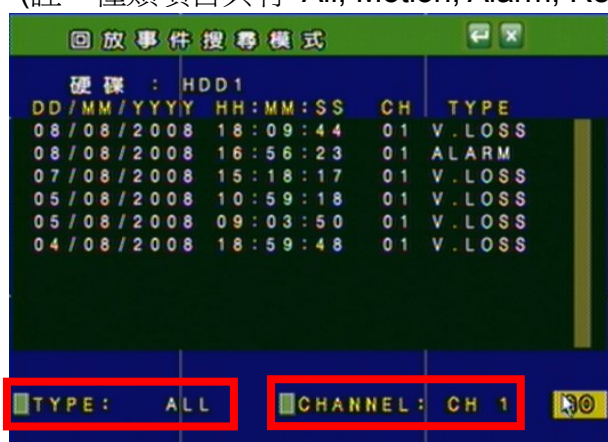 All, Motion, Alarm,
回放事件搜尋模式
硬碟 : HDD1
DD/MM/YYYY HH:MM:SS CH TYPE
08/08/2008 18:09:44 01 V.LOSS
08/08/2008 16:56:23 01 ALARM
07/08/2008 15:18:17 01 V.LOSS
05/08/2008 10:59:18 01 V.LOSS
05/08/2008 09:03:50 01 V.LOSS
04/08/2008 18:59:48 01 V.LOSS
TYPE: ALL CHANNEL: CH 1